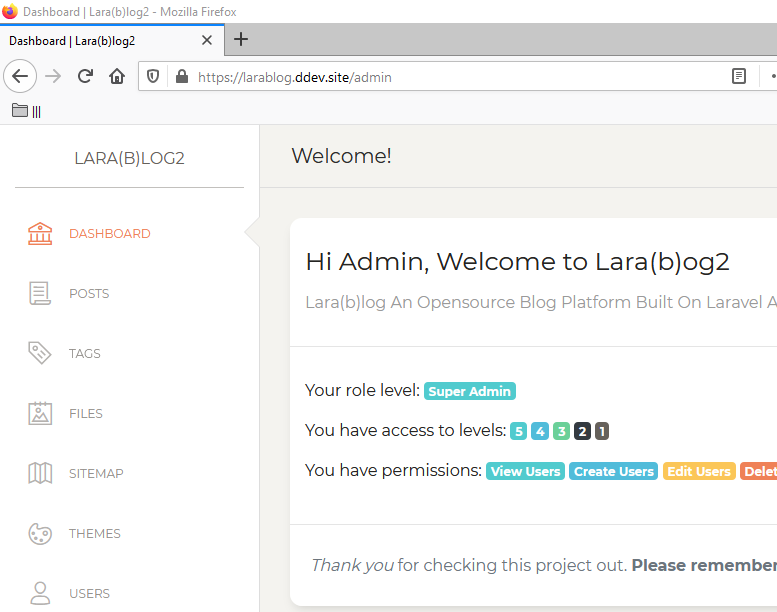 Dashboard | Lara(b)log2 - Mozilla Firefox
Dashboard | Lara(b)log2
https://larablog.ddev.site/admin
|||
LARA(B)LOG2
Welcome!
DASHBOARD
Hi Admin, Welcome to Lara(b)og2
POSTS
Lara(b)log An Opensource Blog Platform Built On Laravel A
TAGS
Your role level: Super Admin
FILES
You have access to levels: 5 4 3 2 1
SITEMAP
You have permissions: View Users Create Users Edit Users Delet
THEMES
Thank you for checking this project out. Please remember
USERS